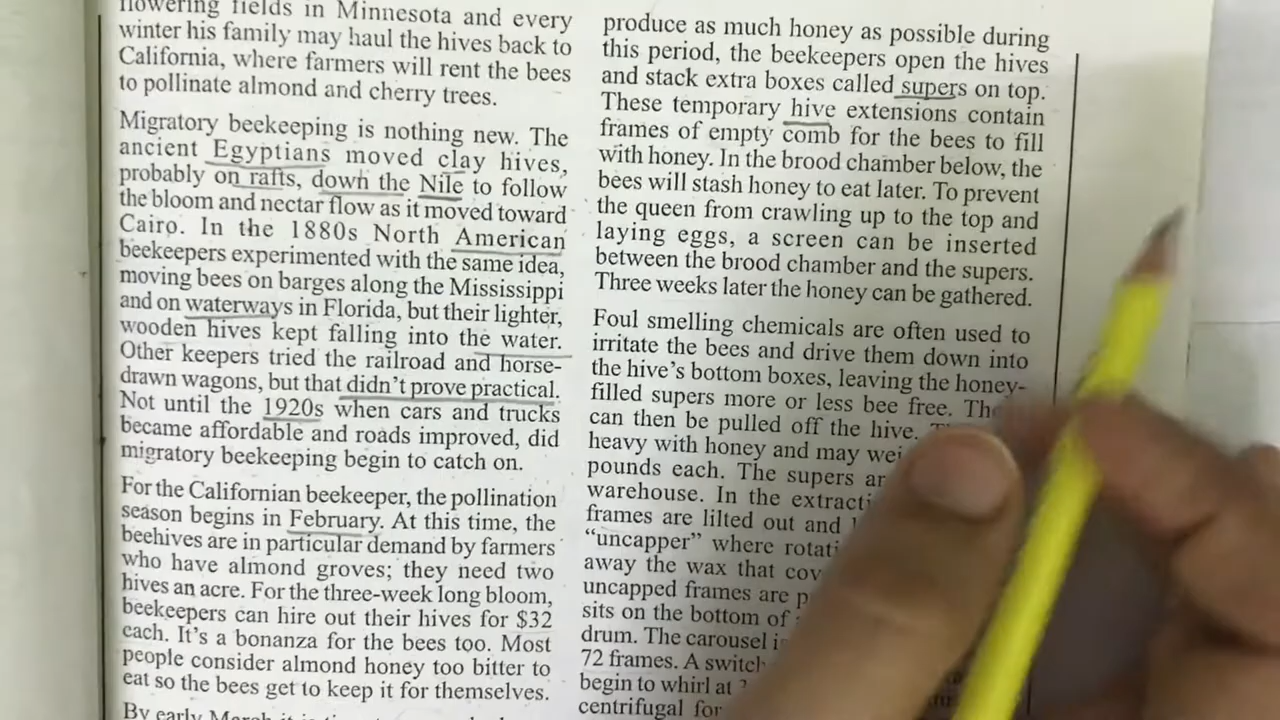 flowering fields in Minnesota and every
winter his family may haul the hives back to
California, where farmers will rent the bees
to pollinate almond and cherry trees.
Migratory beekeeping is nothing new. The
ancient Egyptians moved clay hives,
probably on rafts, down the Nile to follow
the bloom and nectar flow as it moved toward
Cairo. In the 1880s North American
beekeepers experimented with the same idea,
moving bees on barges along the Mississippi
and on waterways in Florida, but their lighter,
wooden hives kept falling into the water.
Other keepers tried the railroad and horse-
drawn wagons, but that didn't prove practical.
Not until the 1920s when cars and trucks
became affordable and roads improved, did
migratory beekeeping begin to catch on.
For the Californian beekeeper, the pollination
season begins in February. At this time, the
beehives are in particular demand by farmers
who have almond groves; they need two
hives an acre. For the three-week long bloom,
beekeepers can hire out their hives for $32
each. It's a bonanza for the bees too. Most
people consider almond honey too bitter to
eat so the bees get to keep it for themselves.
By early March it is
produce as much honey as possible during
this period, the beekeepers open the hives
and stack extra boxes called supers on top.
These temporary hive extensions contain
frames of empty comb for the bees to fill
with honey. In the brood chamber below, the
bees will stash honey to eat later. To prevent
the queen from crawling up to the top and
laying eggs, a screen can be inserted
between the brood chamber and the supers.
Three weeks later the honey can be gathered.
Foul smelling chemicals are often used to
irritate the bees and drive them down into
the hive's bottom boxes, leaving the honey-
filled supers more or less bee free. The
can then be pulled off the hive.
heavy with honey and may wei
pounds each. The supers ar
warehouse. In the extracti
frames are lilted out and
"uncapper" where rotati
away the wax that cov
uncapped frames are p
sits on the bottom of
drum. The carousel i
72 frames. A switch
begin to whirl at
centrifugal for